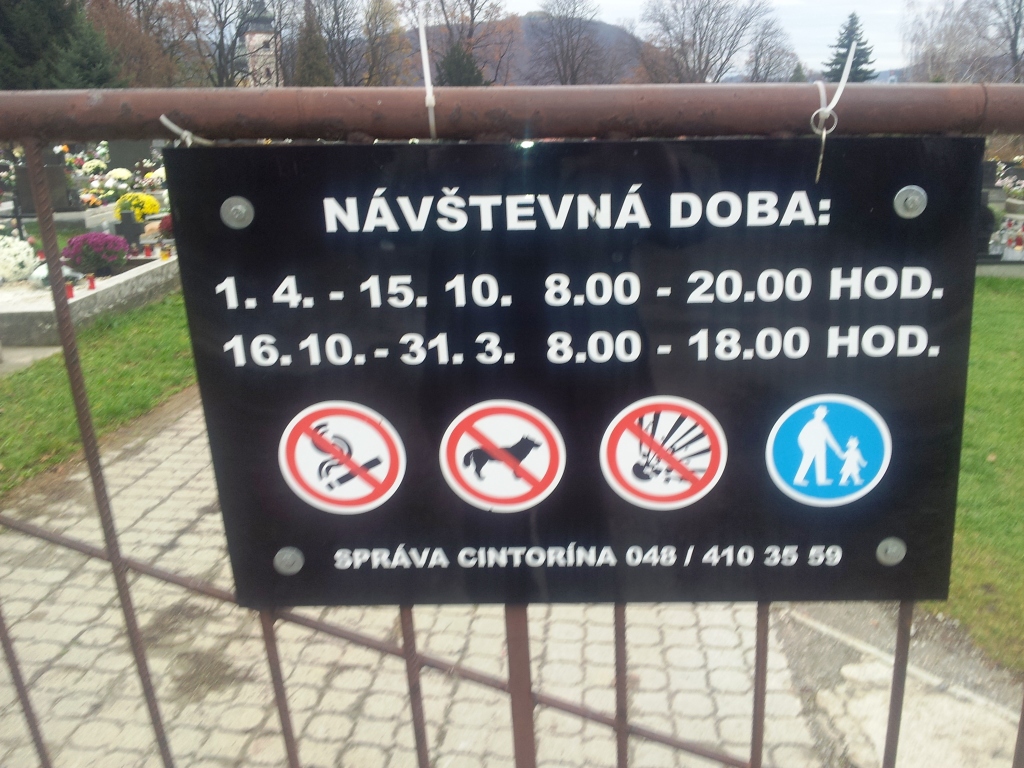 NÁVŠTEVNÁ DOBA:
1. 4. - 15. 10. 8.00 - 20.00 HOD.
16. 10. - 31. 3. 8.00 - 18.00 HOD.
SPRÁVA CINTORÍNA 048 / 410 35 59